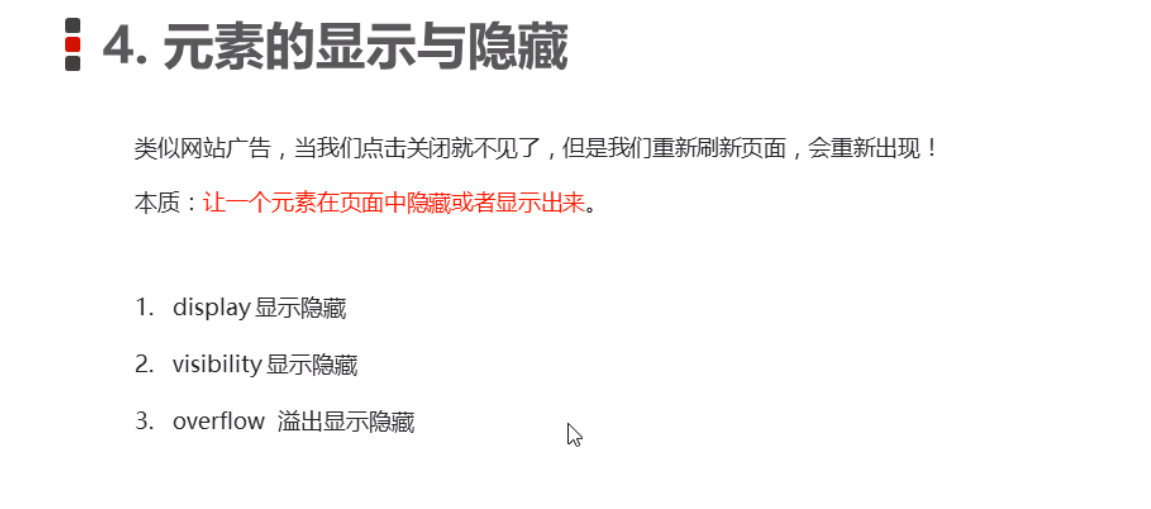 4. 元素的显示与隐藏
类似网站广告，当我们点击关闭就不见了，但是我们重新刷新页面，会重新出现！
本质：让一个元素在页面中隐藏或者显示出来。
1. display 显示隐藏
2. visibility 显示隐藏
3. overflow 溢出显示隐藏